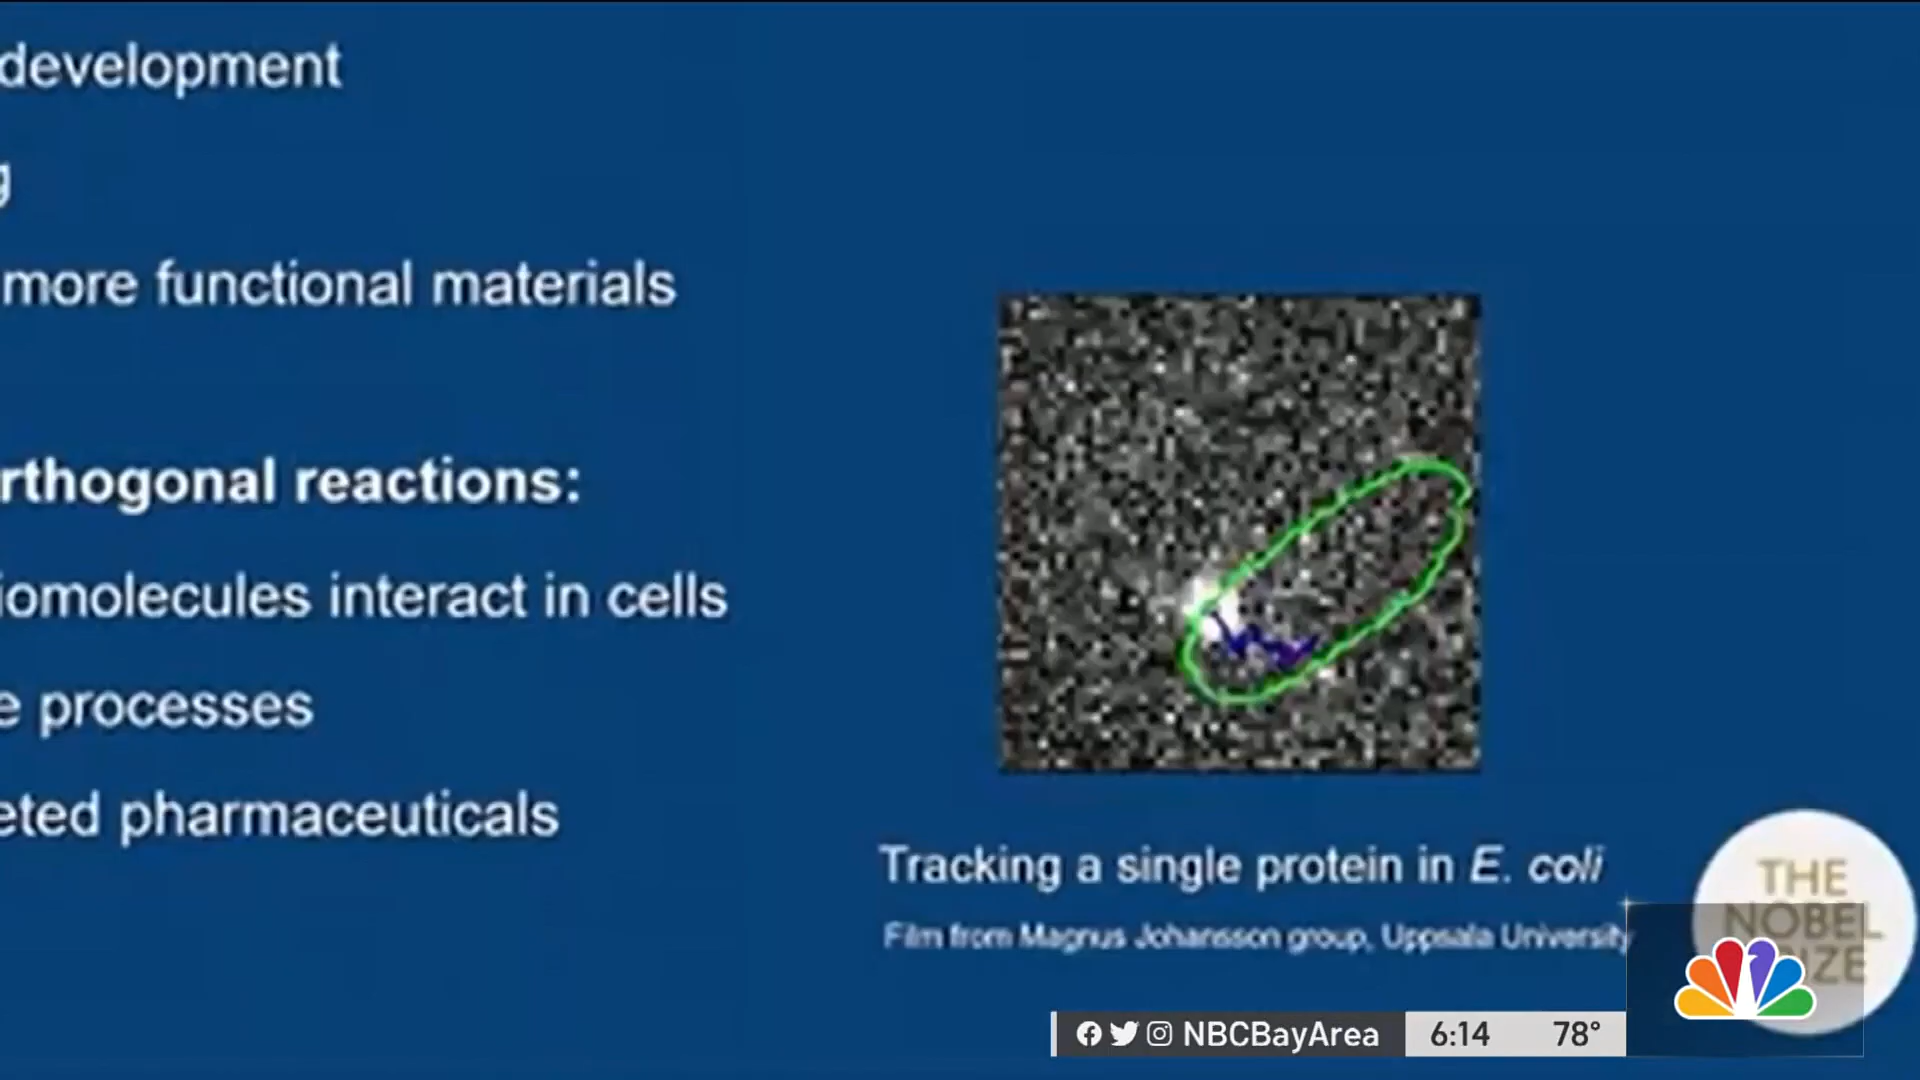 development
g
more functional materials
rthogonal reactions:
iomolecules interact in cells
e processes
eted pharmaceuticals
Tracking a single protein in E. coli
Film from Magnus Johansson group, Uppsala University
THE
NOBEL
IZE
NBCBayArea 6:14 78°